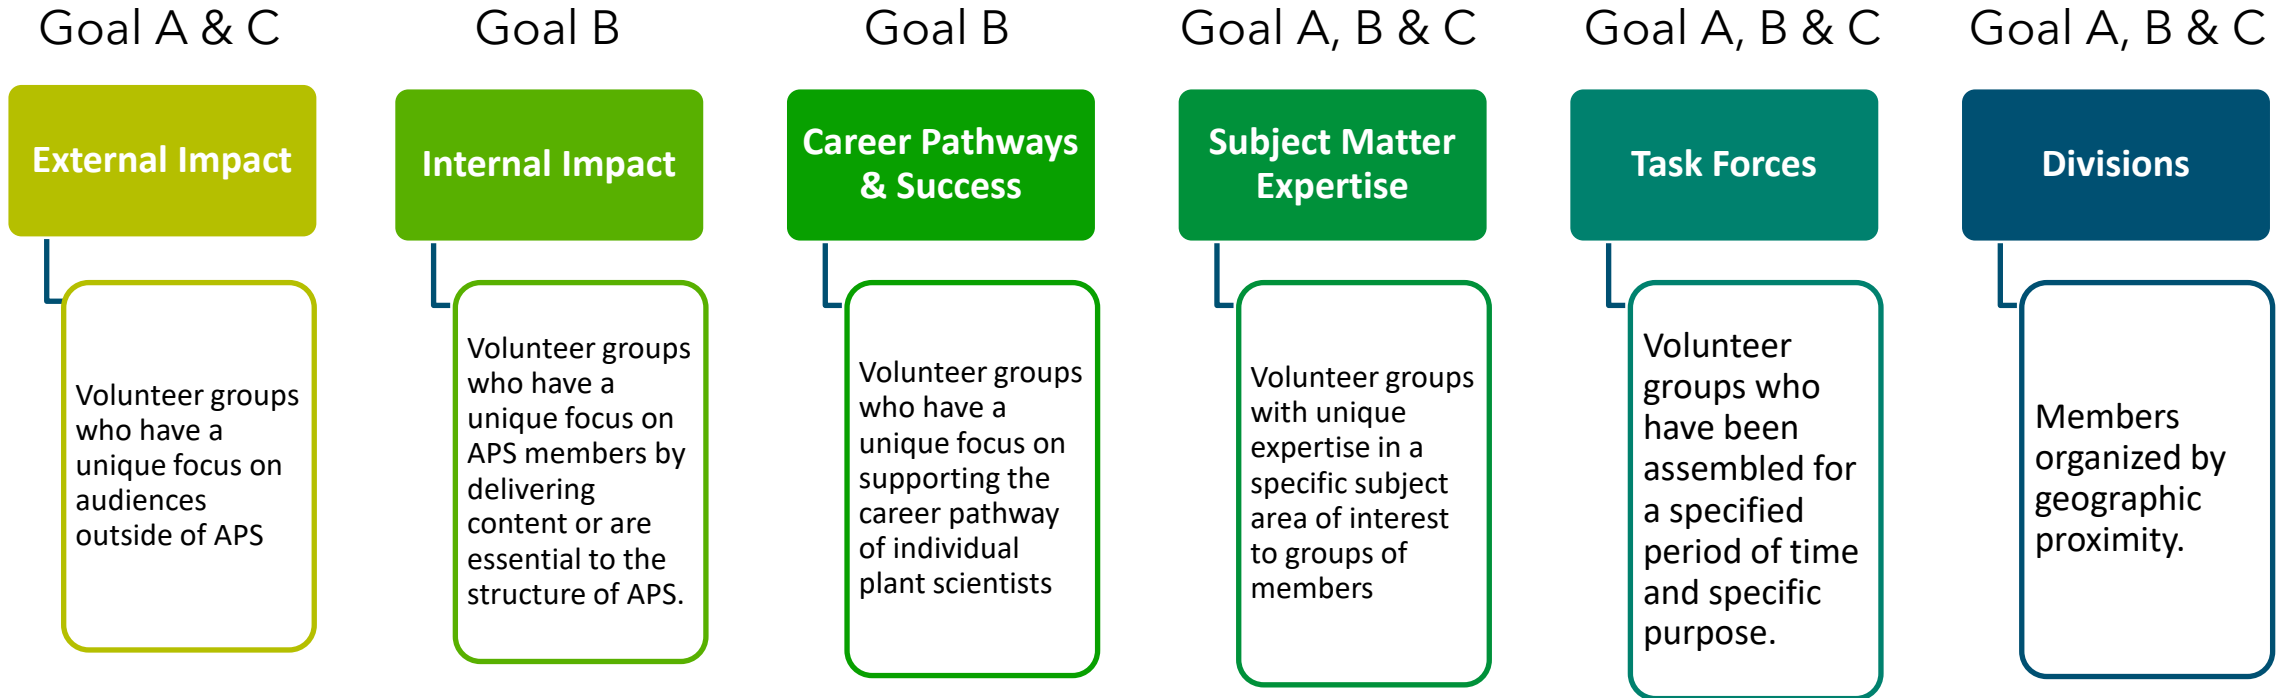 Goal A & C
Goal B
Goal B
Goal A, B & C
Goal A, B & C
Goal A, B & C
External Impact
Internal Impact
Career Pathways
& Success
Subject Matter
Expertise
Task Forces
Divisions
Volunteer groups
who have a
unique focus on
audiences
outside of APS
Volunteer groups
who have a
unique focus on
APS members by
delivering
content or are
essential to the
structure of APS.
Volunteer groups
who have a
unique focus on
supporting the
career pathway
of individual
plant scientists
Volunteer groups
with unique
expertise in a
specific subject
area of interest
to groups of
members
Volunteer
groups who
have been
assembled for
a specified
period of time
and specific
purpose.
Members
organized by
geographic
proximity.